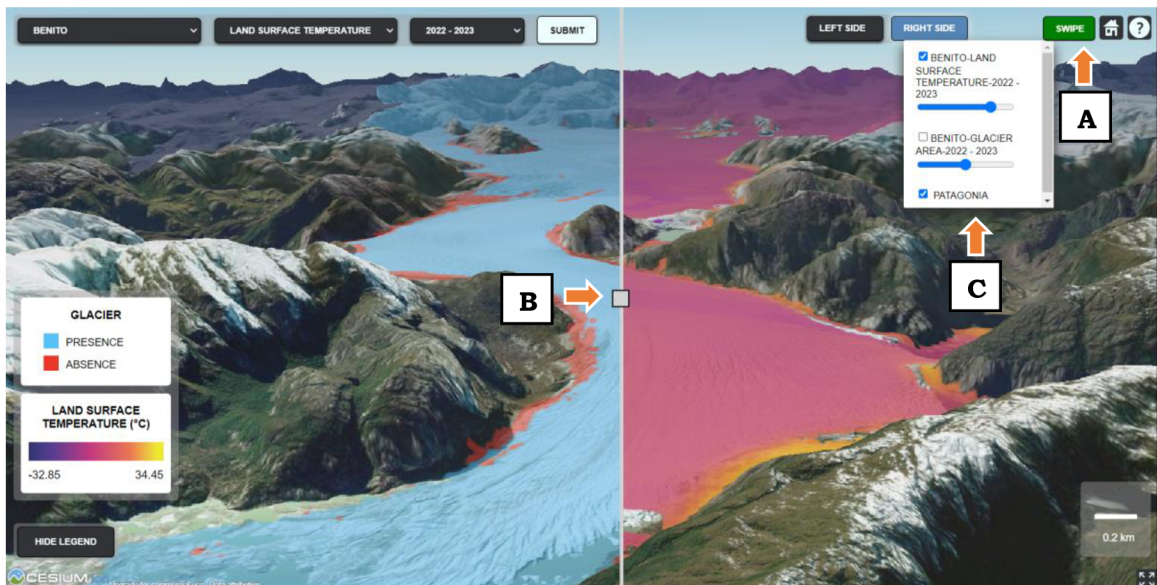 BENITO
LAND SURFACE TEMPERATURE
2022 - 2023
SUBMIT
LEFT SIDE
RIGHT SIDE
SWIPE
?
BENITO-LAND
SURFACE
TEMPERATURE-2022 -
2023
BENITO-GLACIER
AREA-2022 - 2023
PATAGONIA
A
B
C
GLACIER
PRESENCE
ABSENCE
LAND SURFACE
TEMPERATURE (°C)
-32.85 34.45
HIDE LEGEND
0.2 km
CESIUM